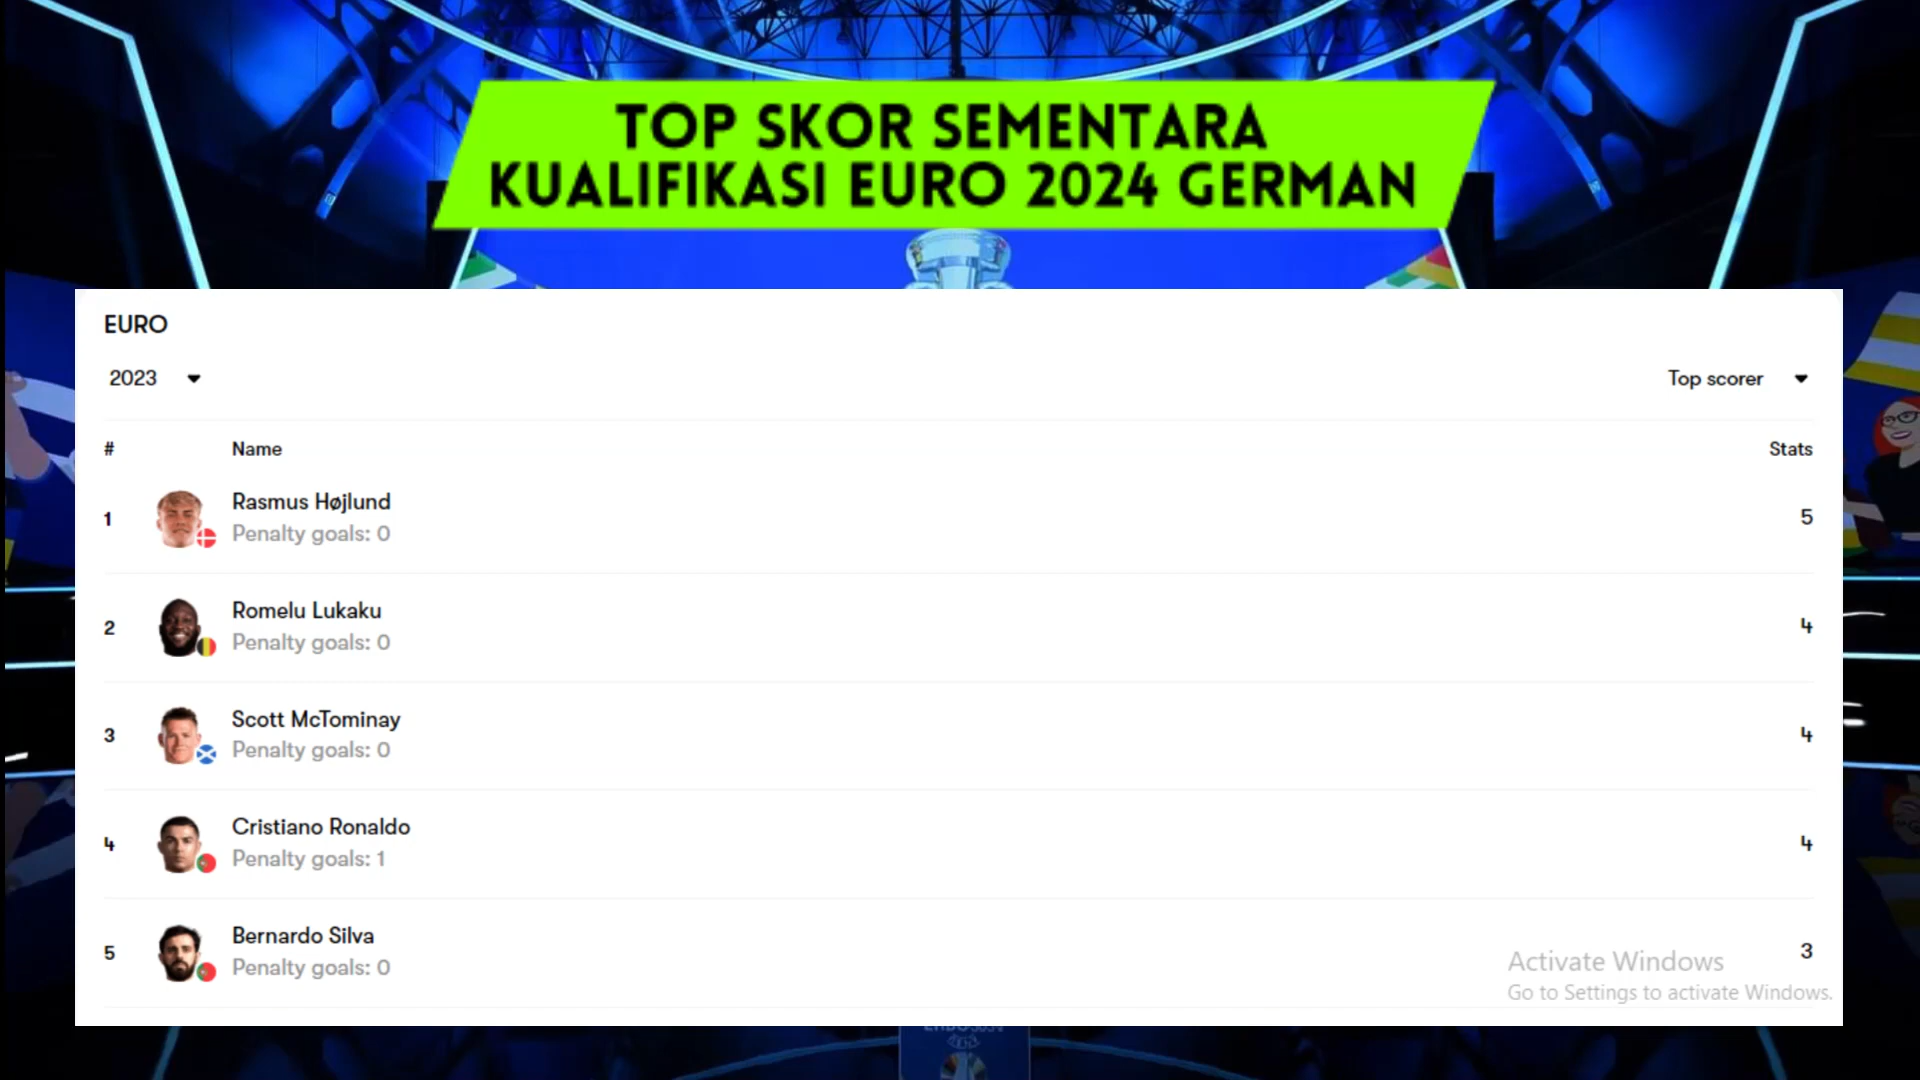 TOP SKOR SEMENTARA
KUALIFIKASI EURO 2024 GERMAN
EURO
2023
Top scorer
# Name Stats
1 Rasmus Højlund 5
Penalty goals: 0
2 Romelu Lukaku 4
Penalty goals: 0
3 Scott McTominay 4
Penalty goals: 0
4 Cristiano Ronaldo 4
Penalty goals: 1
5 Bernardo Silva 3
Penalty goals: 0
Activate Windows
Go to Settings to activate Windows.